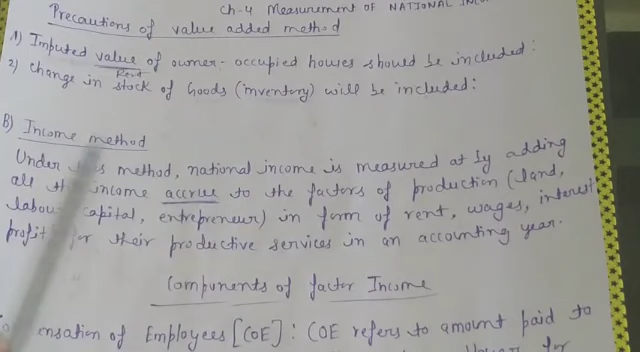 Ch-4 Measurement OF NATIONAL
Precautions of value added method
1) Imputed value of owner-occupied houses should be included:
Rent
2) Change in stock of Goods (inventory) will be included:
B) Income method
Under method, national income is measured at by adding
all the income accrue to the factors of production (land,
labour capital, entrepreneur) in form of rent, wages, interest
profit for their productive services in an accounting year.
Components of factor Income
of Employees [COE]: COE refers to amount paid to
for